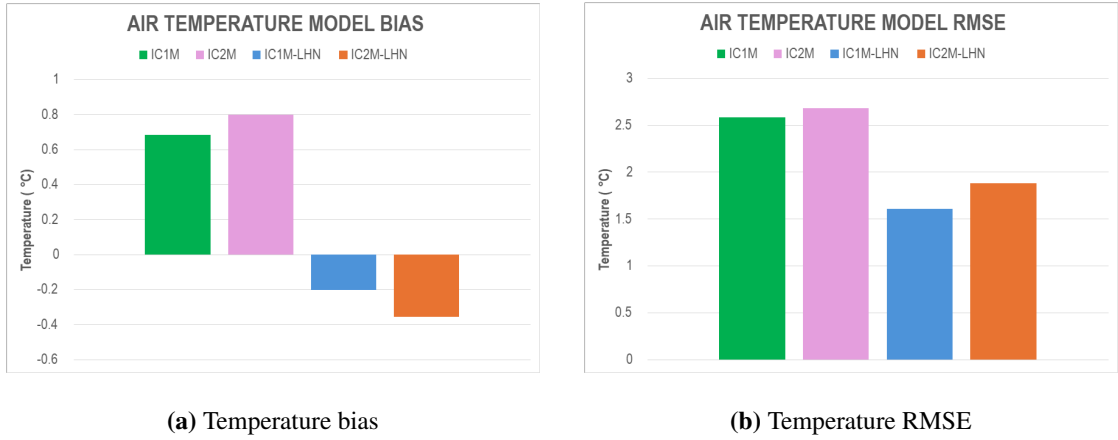 AIR TEMPERATURE MODEL BIAS
IC1M IC2M IC1M-LHN IC2M-LHN
Temperature ( °C)
1
0.8
0.6
0.4
0.2
0
-0.2
-0.4
-0.6
(a) Temperature bias
AIR TEMPERATURE MODEL RMSE
IC1M IC2M IC1M-LHN IC2M-LHN
Temperature ( °C)
3
2.5
2
1.5
1
0.5
0
(b) Temperature RMSE